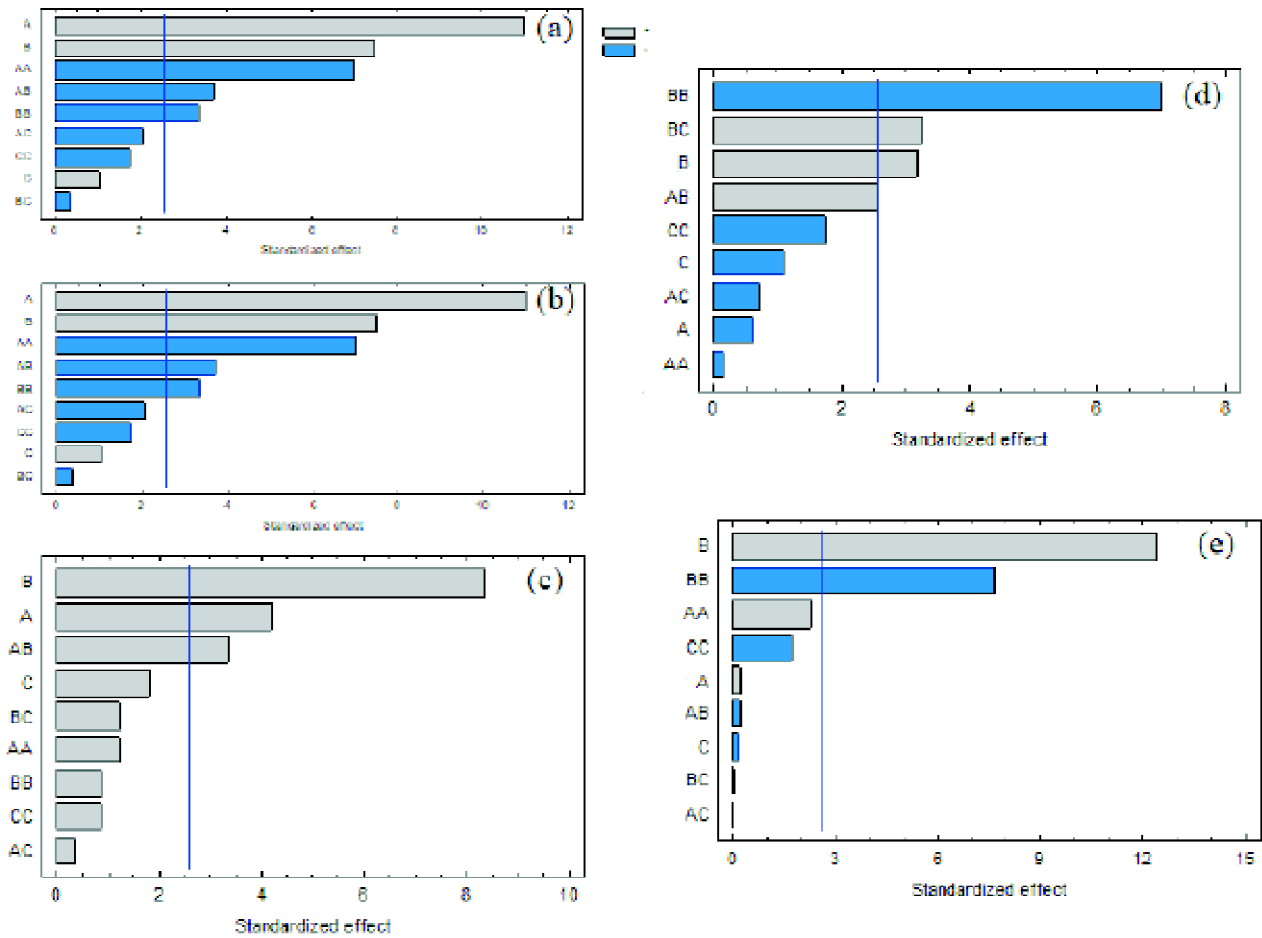 (a)
A
B
AA
AB
BB
AC
CC
C
BC
0 2 4 6 8 10 12
Standardized effect
+
-
(b)
A
B
AA
AB
BB
AC
CC
C
BC
0 2 4 6 8 10 12
Standardized effect
(c)
B
A
AB
C
BC
AA
BB
CC
AC
0 2 4 6 8 10
Standardized effect
(d)
BB
BC
B
AB
CC
C
AC
A
AA
0 2 4 6 8
Standardized effect
(e)
B
BB
AA
CC
A
AB
C
BC
AC
0 3 6 9 12 15
Standardized effect